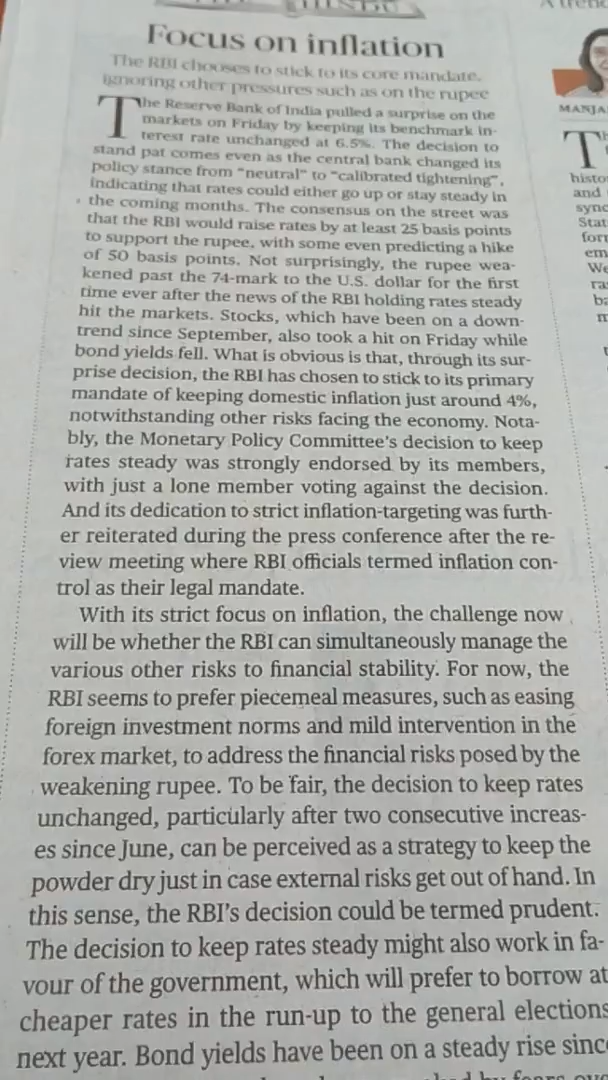 Focus on inflation
The RBI chooses to stick to its core mandate,
ignoring other pressures such as on the rupee
The Reserve Bank of India pulled a surprise on the
markets on Friday by keeping its benchmark in-
terest rate unchanged at 6.5%. The decision to
stand pat comes even as the central bank changed its
policy stance from “neutral” to “calibrated tightening”,
indicating that rates could either go up or stay steady in
the coming months. The consensus on the street was
that the RBI would raise rates by at least 25 basis points
to support the rupee, with some even predicting a hike
of 50 basis points. Not surprisingly, the rupee wea-
kened past the 74-mark to the U.S. dollar for the first
time ever after the news of the RBI holding rates steady
hit the markets. Stocks, which have been on a down-
trend since September, also took a hit on Friday while
bond yields fell. What is obvious is that, through its sur-
prise decision, the RBI has chosen to stick to its primary
mandate of keeping domestic inflation just around 4%,
notwithstanding other risks facing the economy. Nota-
bly, the Monetary Policy Committee’s decision to keep
rates steady was strongly endorsed by its members,
with just a lone member voting against the decision.
And its dedication to strict inflation-targeting was furth-
er reiterated during the press conference after the re-
view meeting where RBI officials termed inflation con-
trol as their legal mandate.
With its strict focus on inflation, the challenge now
will be whether the RBI can simultaneously manage the
various other risks to financial stability. For now, the
RBI seems to prefer piecemeal measures, such as easing
foreign investment norms and mild intervention in the
forex market, to address the financial risks posed by the
weakening rupee. To be fair, the decision to keep rates
unchanged, particularly after two consecutive increas-
es since June, can be perceived as a strategy to keep the
powder dry just in case external risks get out of hand. In
this sense, the RBI’s decision could be termed prudent.
The decision to keep rates steady might also work in fa-
vour of the government, which will prefer to borrow at
cheaper rates in the run-up to the general elections
next year. Bond yields have been on a steady rise sinc
MANJA
T
histo
and
sync
Stat
for
em
We
ra